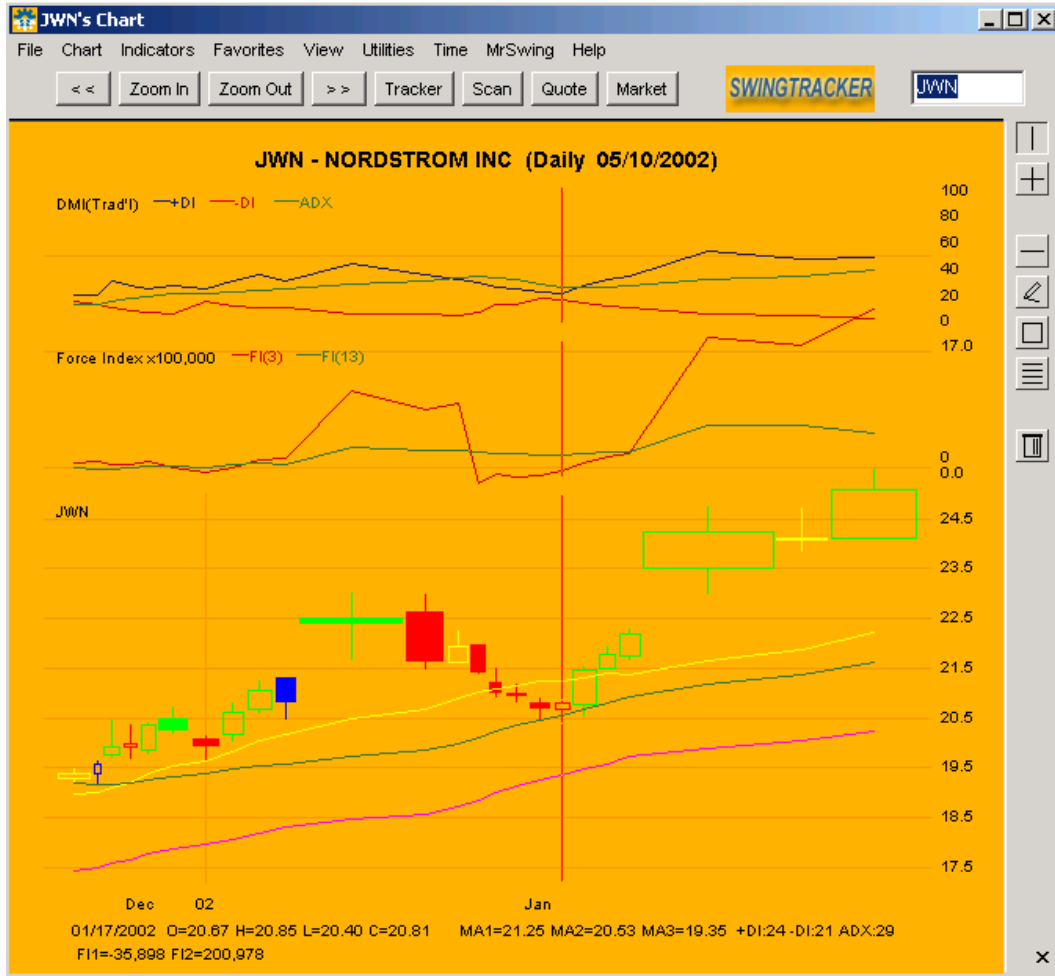 JWN's Chart
File Chart Indicators Favorites View Utilities Time MrSwing Help
< < Zoom In Zoom Out > > Tracker Scan Quote Market SWINGTRACKER JWN
JWN - NORDSTROM INC (Daily 05/10/2002)
DMI(Trad'l) +DI -DI ADX
100
80
60
40
20
0
Force Index x100,000 FI(3) FI(13)
17.0
0
0.0
JWN
24.5
23.5
22.5
21.5
20.5
19.5
18.5
17.5
Dec 02 Jan
01/17/2002 O=20.67 H=20.85 L=20.40 C=20.81 MA1=21.25 MA2=20.53 MA3=19.35 +DI:24 -DI:21 ADX:29
FI1=-35,898 FI2=200,978